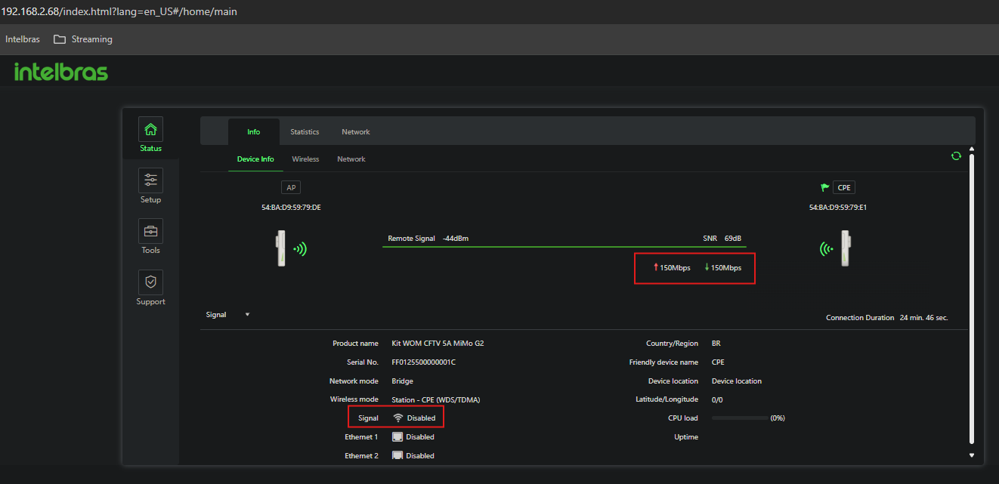 192.168.2.68/index.html?lang=en_US#/home/main
Intelbras Streaming
intelbras
Status
Setup
Tools
Support
Info Statistics Network
Device Info Wireless Network
AP
54:BA:D9:59:79:DE
CPE
54:BA:D9:59:79:E1
Remote Signal -44dBm SNR 69dB
150Mbps 150Mbps
Signal
Connection Duration 24 min. 46 sec.
Product name Kit WOM CFTV 5A MiMo G2
Serial No. FF0125500000001C
Network mode Bridge
Wireless mode Station - CPE (WDS/TDMA)
Signal Disabled
Ethernet 1 Disabled
Ethernet 2 Disabled
Country/Region BR
Friendly device name CPE
Device location Device location
Latitude/Longitude 0/0
CPU load (0%)
Uptime